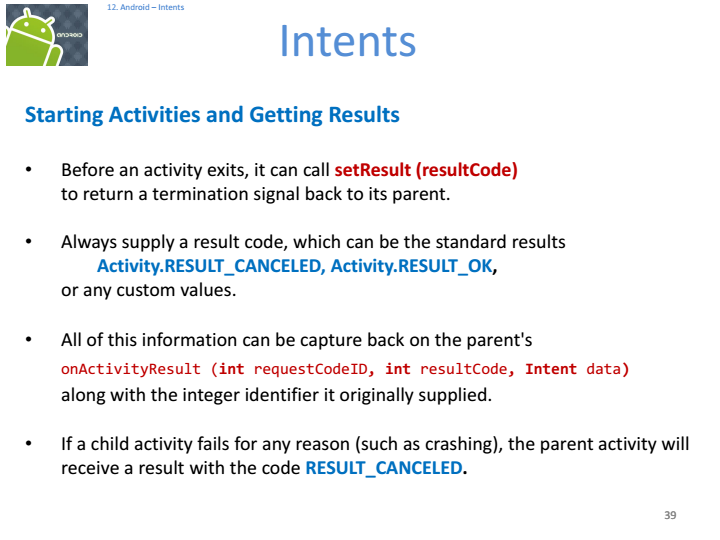 12. Android – Intents
ANDROID
Intents
Starting Activities and Getting Results
• Before an activity exits, it can call setResult (resultCode)
to return a termination signal back to its parent.
• Always supply a result code, which can be the standard results
Activity.RESULT_CANCELED, Activity.RESULT_OK,
or any custom values.
• All of this information can be capture back on the parent's
onActivityResult (int requestCodeID, int resultCode, Intent data)
along with the integer identifier it originally supplied.
• If a child activity fails for any reason (such as crashing), the parent activity will
receive a result with the code RESULT_CANCELED.
39